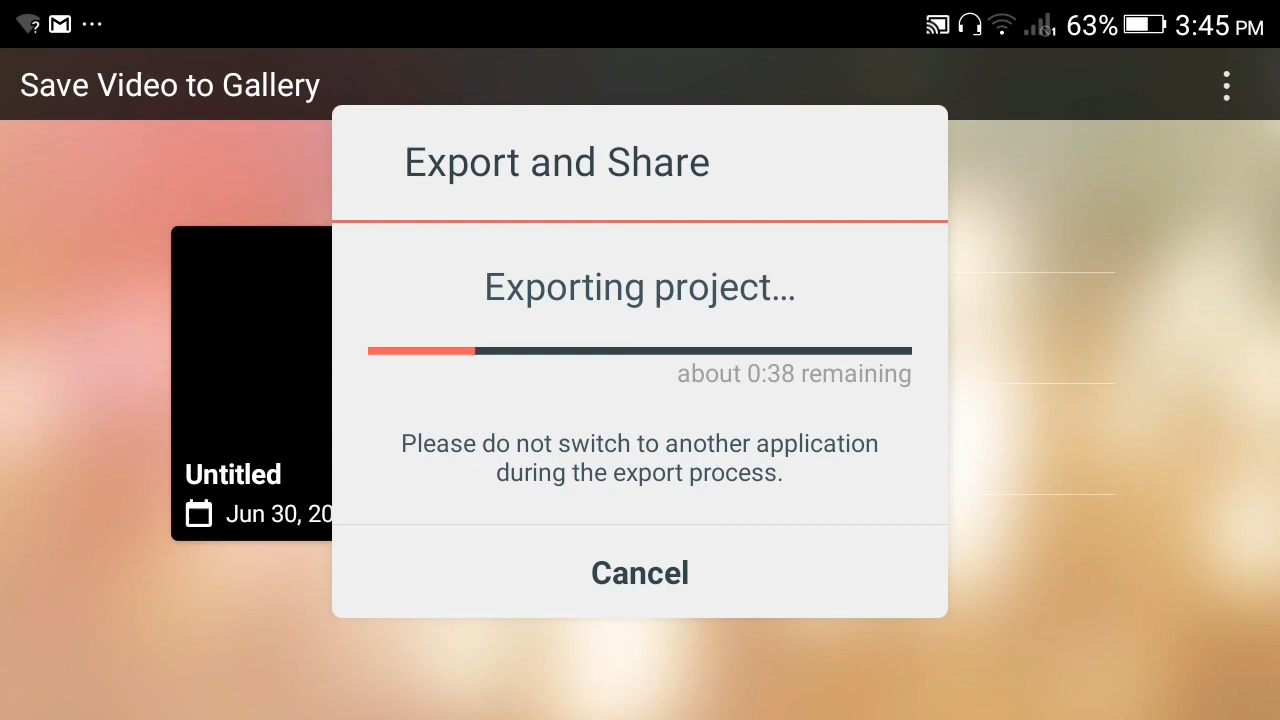 63% 3:45 PM
Save Video to Gallery
Export and Share
Exporting project...
about 0:38 remaining
Please do not switch to another application
during the export process.
Untitled
Jun 30, 20
Cancel